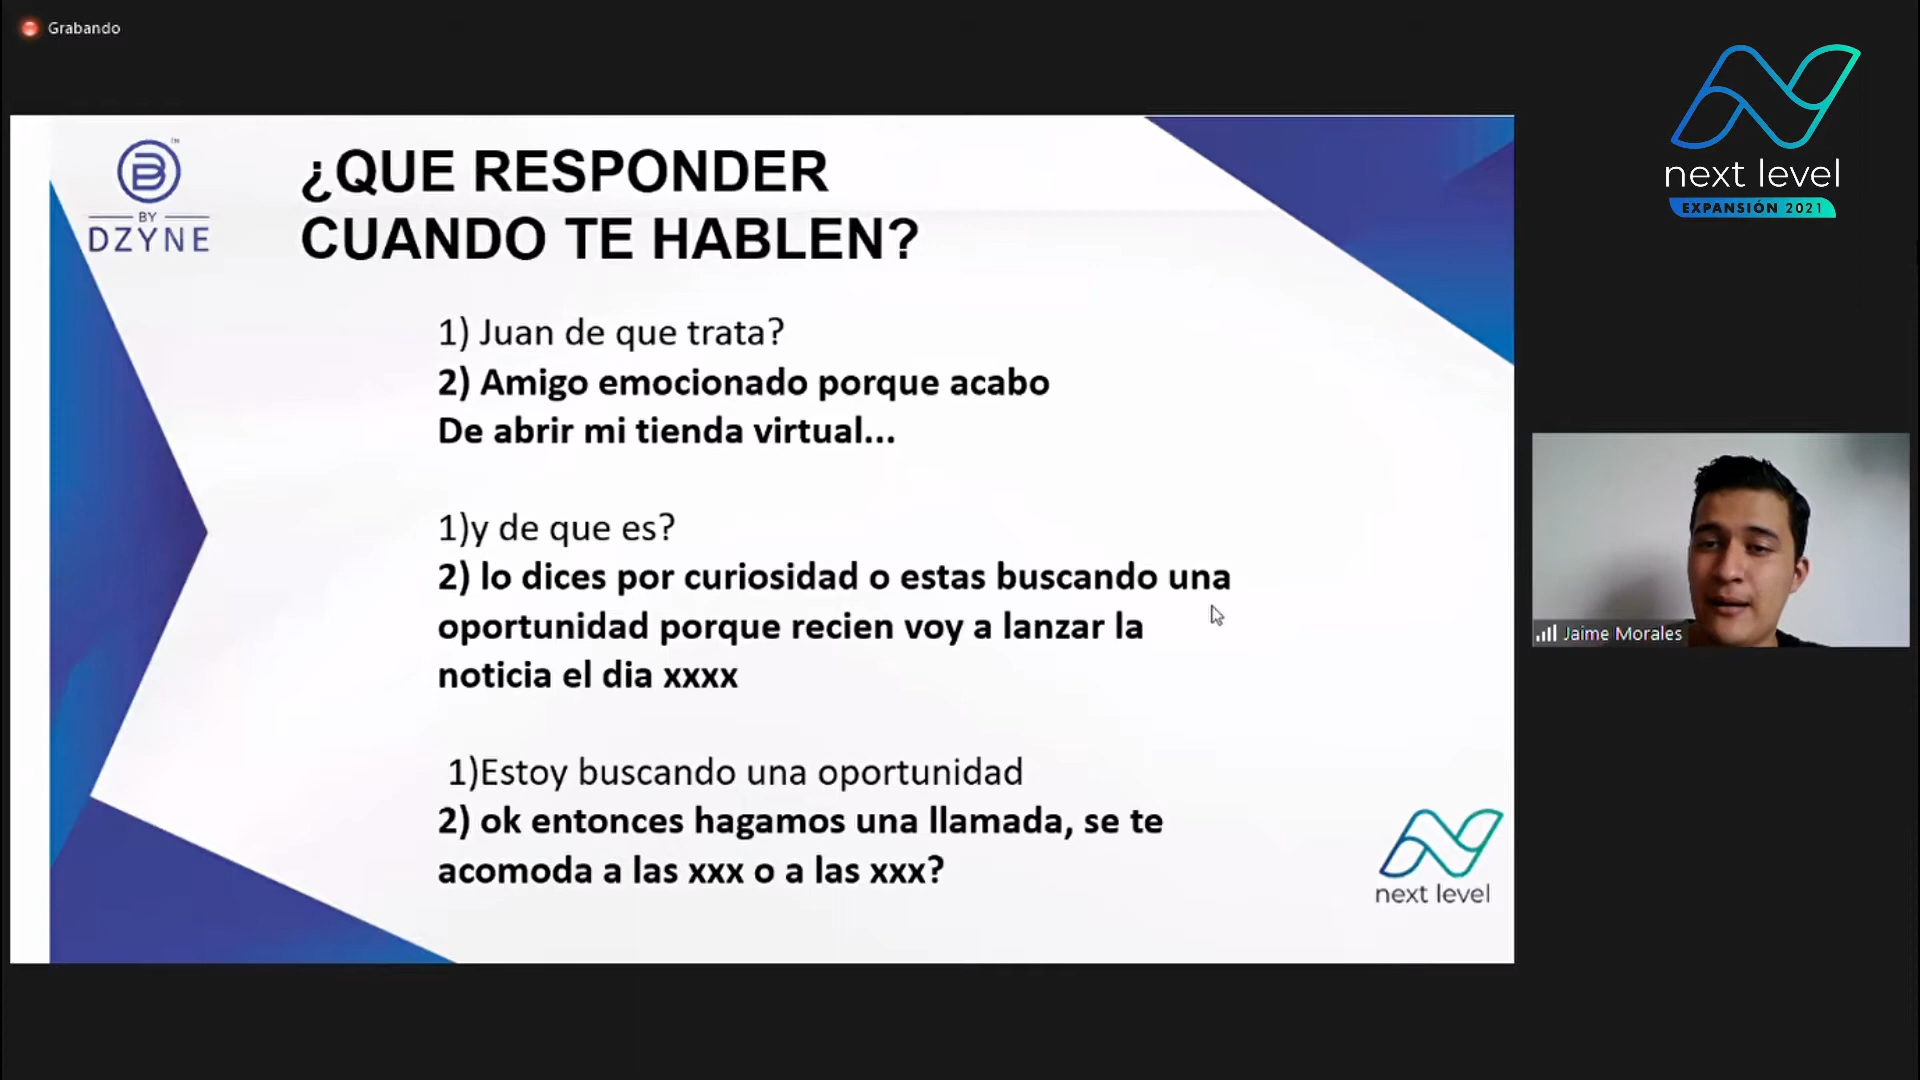 Grabando
next level
EXPANSIÓN 2021
B
™
BY
DZYNE
¿QUE RESPONDER
CUANDO TE HABLEN?
1) Juan de que trata?
2) Amigo emocionado porque acabo
De abrir mi tienda virtual...
1)y de que es?
2) lo dices por curiosidad o estas buscando una
oportunidad porque recien voy a lanzar la
noticia el dia xxxx
1)Estoy buscando una oportunidad
2) ok entonces hagamos una llamada, se te
acomoda a las xxx o a las xxx?
next level
Jaime Morales